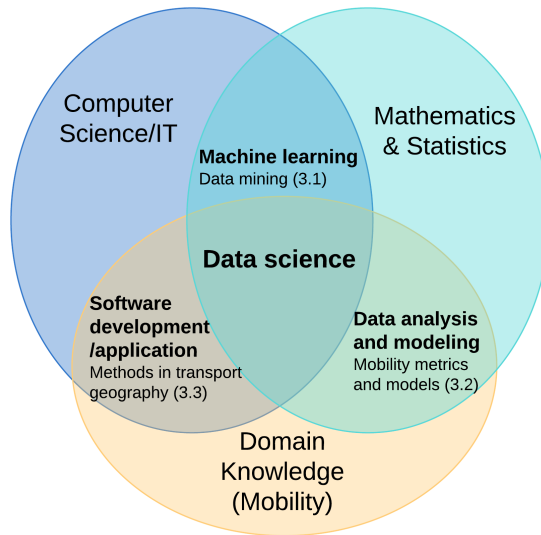 Computer
Science/IT
Mathematics
& Statistics
Machine learning
Data mining (3.1)
Data science
Software
development
/application
Methods in transport
geography (3.3)
Data analysis
and modeling
Mobility metrics
and models (3.2)
Domain
Knowledge
(Mobility)